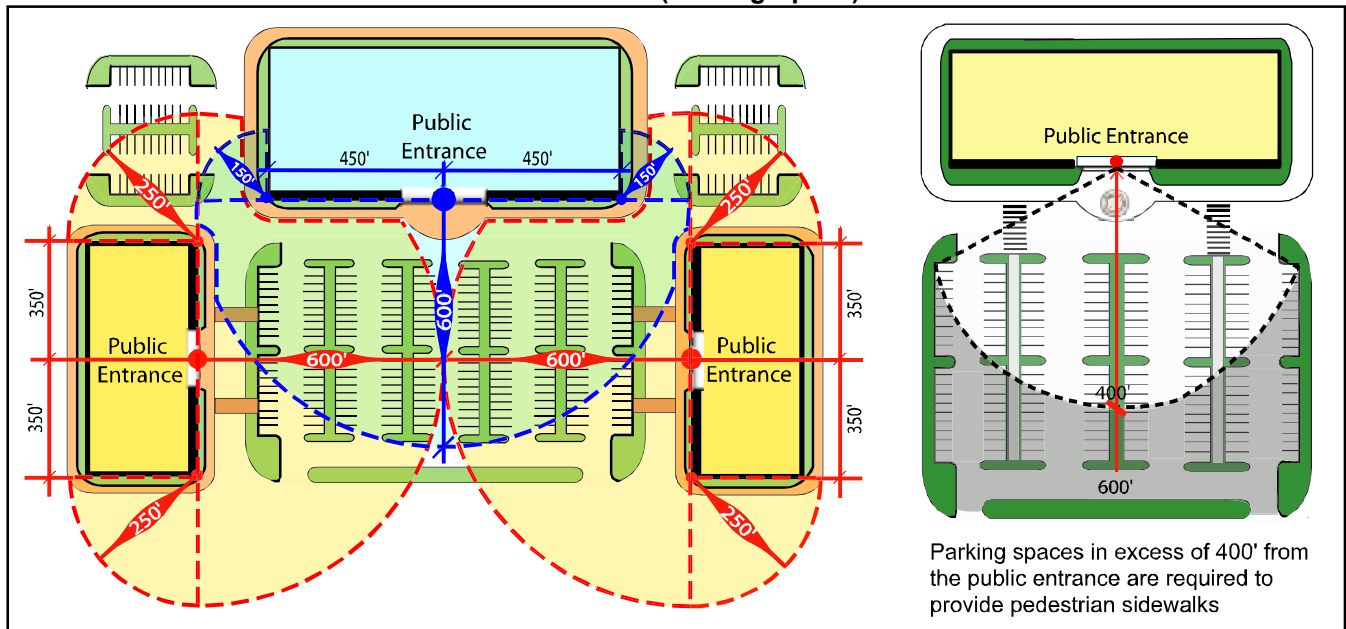 Public
Entrance
450'
450'
150'
150'
250'
250'
350'
350'
600'
600'
600'
Public
Entrance
Public
Entrance
350'
350'
250'
250'
Public Entrance
400'
600'
Parking spaces in excess of 400' from
the public entrance are required to
provide pedestrian sidewalks